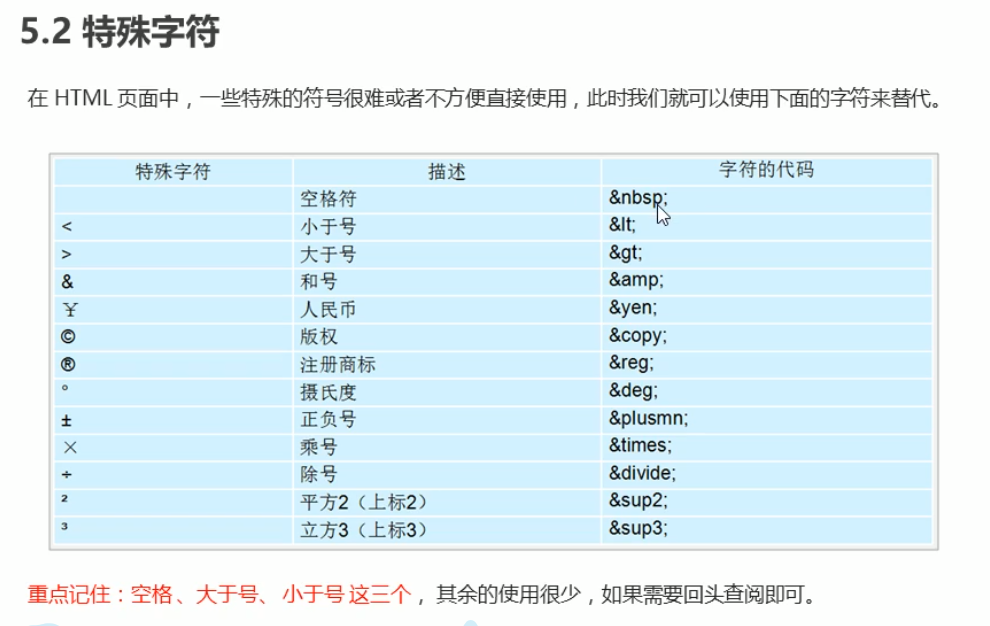 5.2 特殊字符
在 HTML 页面中，一些特殊的符号很难或者不方便直接使用，此时我们就可以使用下面的字符来替代。
特殊字符 描述 字符的代码
空格符 &nbsp;
< 小于号 &lt;
> 大于号 &gt;
& 和号 &amp;
¥ 人民币 &yen;
© 版权 &copy;
® 注册商标 &reg;
° 摄氏度 &deg;
± 正负号 &plusmn;
× 乘号 &times;
÷ 除号 &divide;
² 平方2（上标2） &sup2;
³ 立方3（上标3） &sup3;
重点记住：空格 、大于号、 小于号 这三个 ，其余的使用很少，如果需要回头查阅即可。